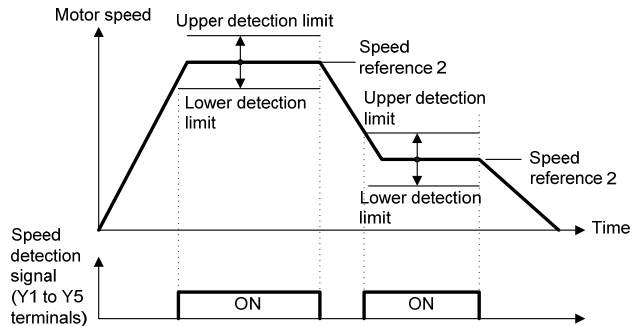 Motor speed
Upper detection limit
Speed
reference 2
Lower detection
limit
Upper detection
limit
Speed
reference 2
Lower detection
limit
Time
Speed
detection
signal
(Y1 to Y5
terminals)
ON
ON